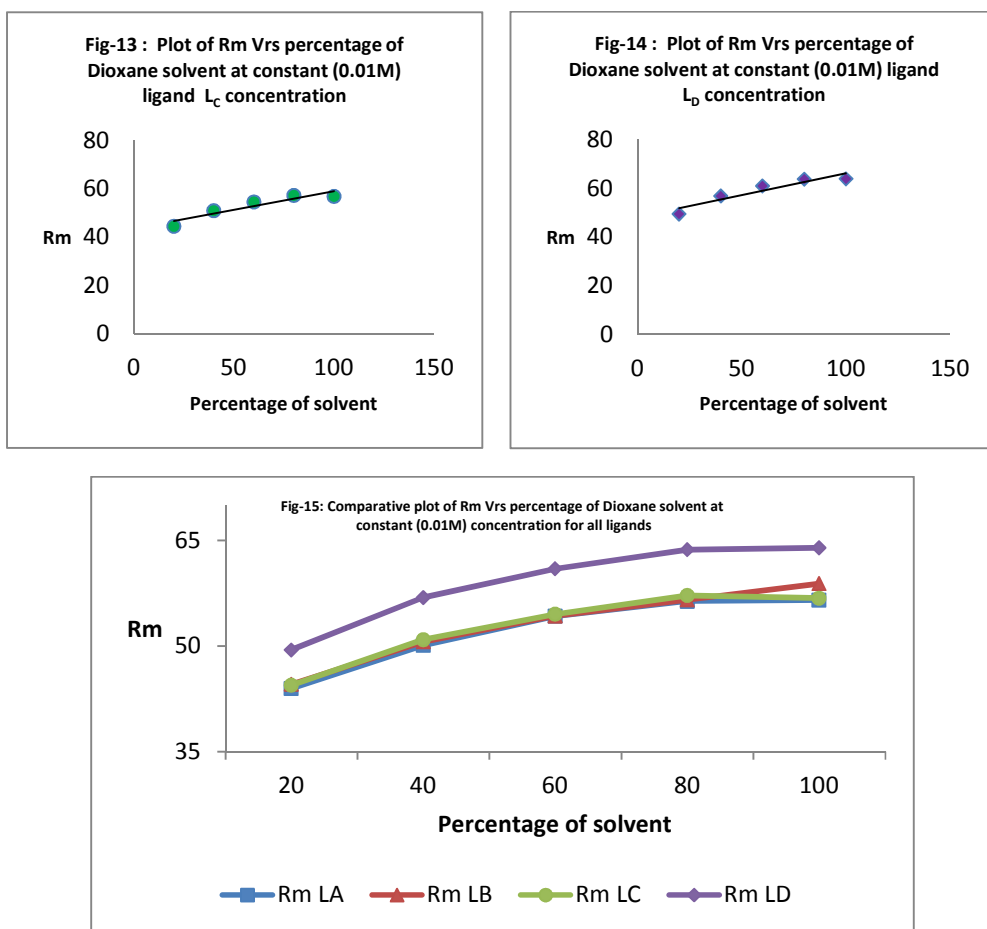 Fig-13 : Plot of Rm Vrs percentage of
Dioxane solvent at constant (0.01M)
ligand LC concentration
80
60
40
20
0
Rm
0 50 100 150
Percentage of solvent
Fig-14 : Plot of Rm Vrs percentage of
Dioxane solvent at constant (0.01M) ligand
LD concentration
80
60
40
20
0
Rm
0 50 100 150
Percentage of solvent
Fig-15: Comparative plot of Rm Vrs percentage of Dioxane solvent at
constant (0.01M) concentration for all ligands
65
50
35
Rm
20 40 60 80 100
Percentage of solvent
Rm LA Rm LB Rm LC Rm LD